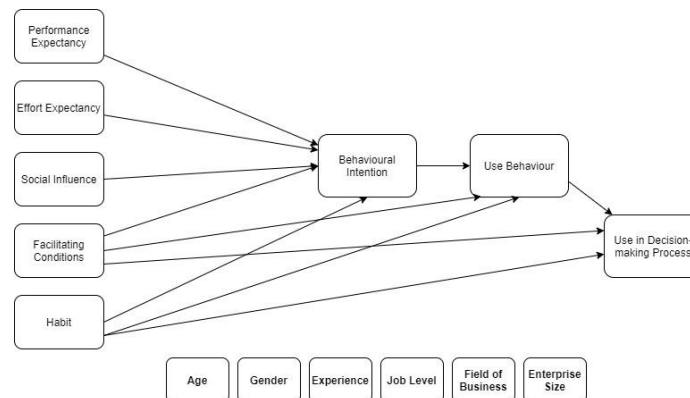 Performance
Expectancy
Effort Expectancy
Social Influence
Facilitating
Conditions
Habit
Behavioural
Intention
Use Behaviour
Use in Decision-
making Process
Age
Gender
Experience
Job Level
Field of
Business
Enterprise
Size